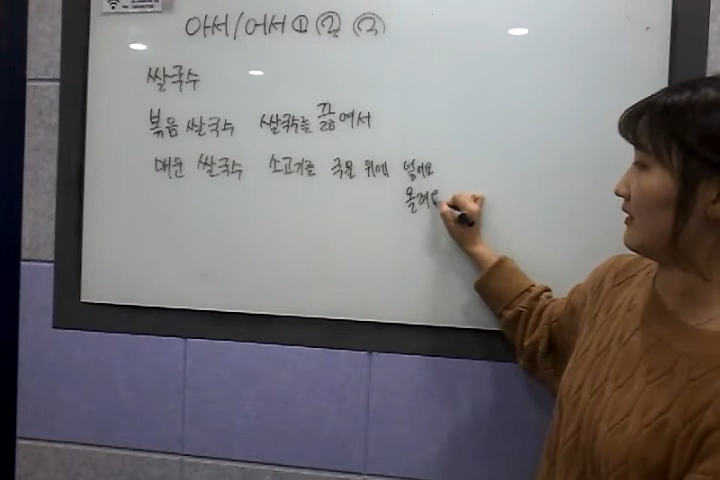 아서/어서 ① ② ③
쌀국수
볶음 쌀국수 쌀국수를 끓여서
매운 쌀국수 소고기를 국물 위에 넣어요
올려요